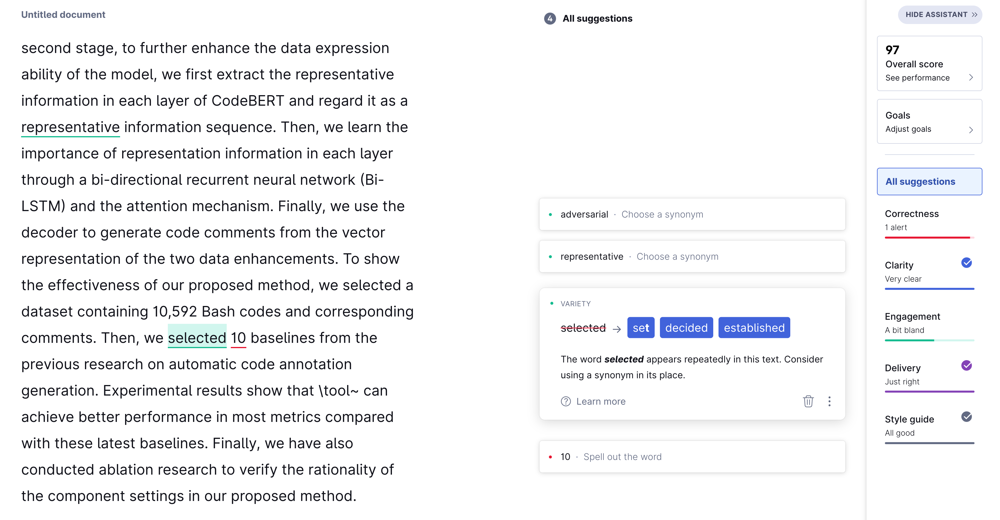 Untitled document
second stage, to further enhance the data expression
ability of the model, we first extract the representative
information in each layer of CodeBERT and regard it as a
representative information sequence. Then, we learn the
importance of representation information in each layer
through a bi-directional recurrent neural network (Bi-
LSTM) and the attention mechanism. Finally, we use the
decoder to generate code comments from the vector
representation of the two data enhancements. To show
the effectiveness of our proposed method, we selected a
dataset containing 10,592 Bash codes and corresponding
comments. Then, we selected 10 baselines from the
previous research on automatic code annotation
generation. Experimental results show that \tool~ can
achieve better performance in most metrics compared
with these latest baselines. Finally, we have also
conducted ablation research to verify the rationality of
the component settings in our proposed method.
4 All suggestions
adversarial · Choose a synonym
representative · Choose a synonym
VARIETY
selected → set decided established
The word selected appears repeatedly in this text. Consider
using a synonym in its place.
Learn more
10 · Spell out the word
HIDE ASSISTANT
97
Overall score
See performance
Goals
Adjust goals
All suggestions
Correctness
1 alert
Clarity
Very clear
Engagement
A bit bland
Delivery
Just right
Style guide
All good